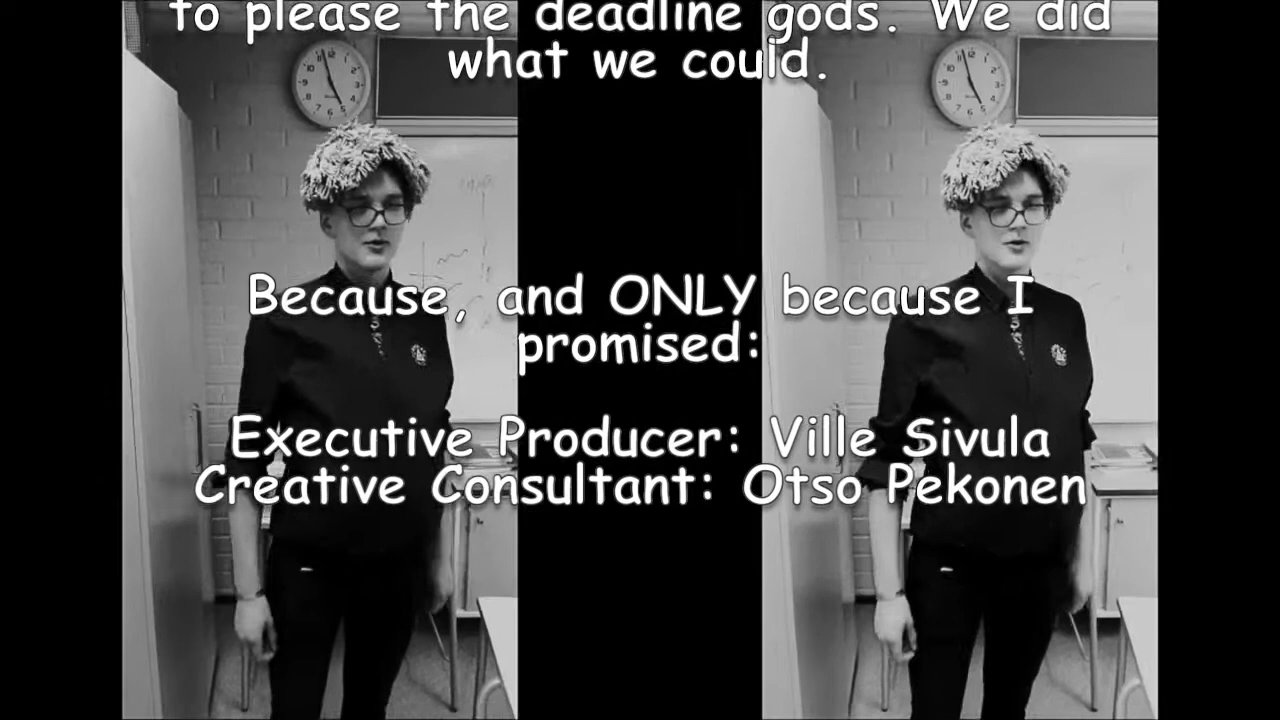 to please the deadline gods. We did
what we could.
Because, and ONLY because I
promised:
Executive Producer: Ville Sivula
Creative Consultant: Otso Pekonen